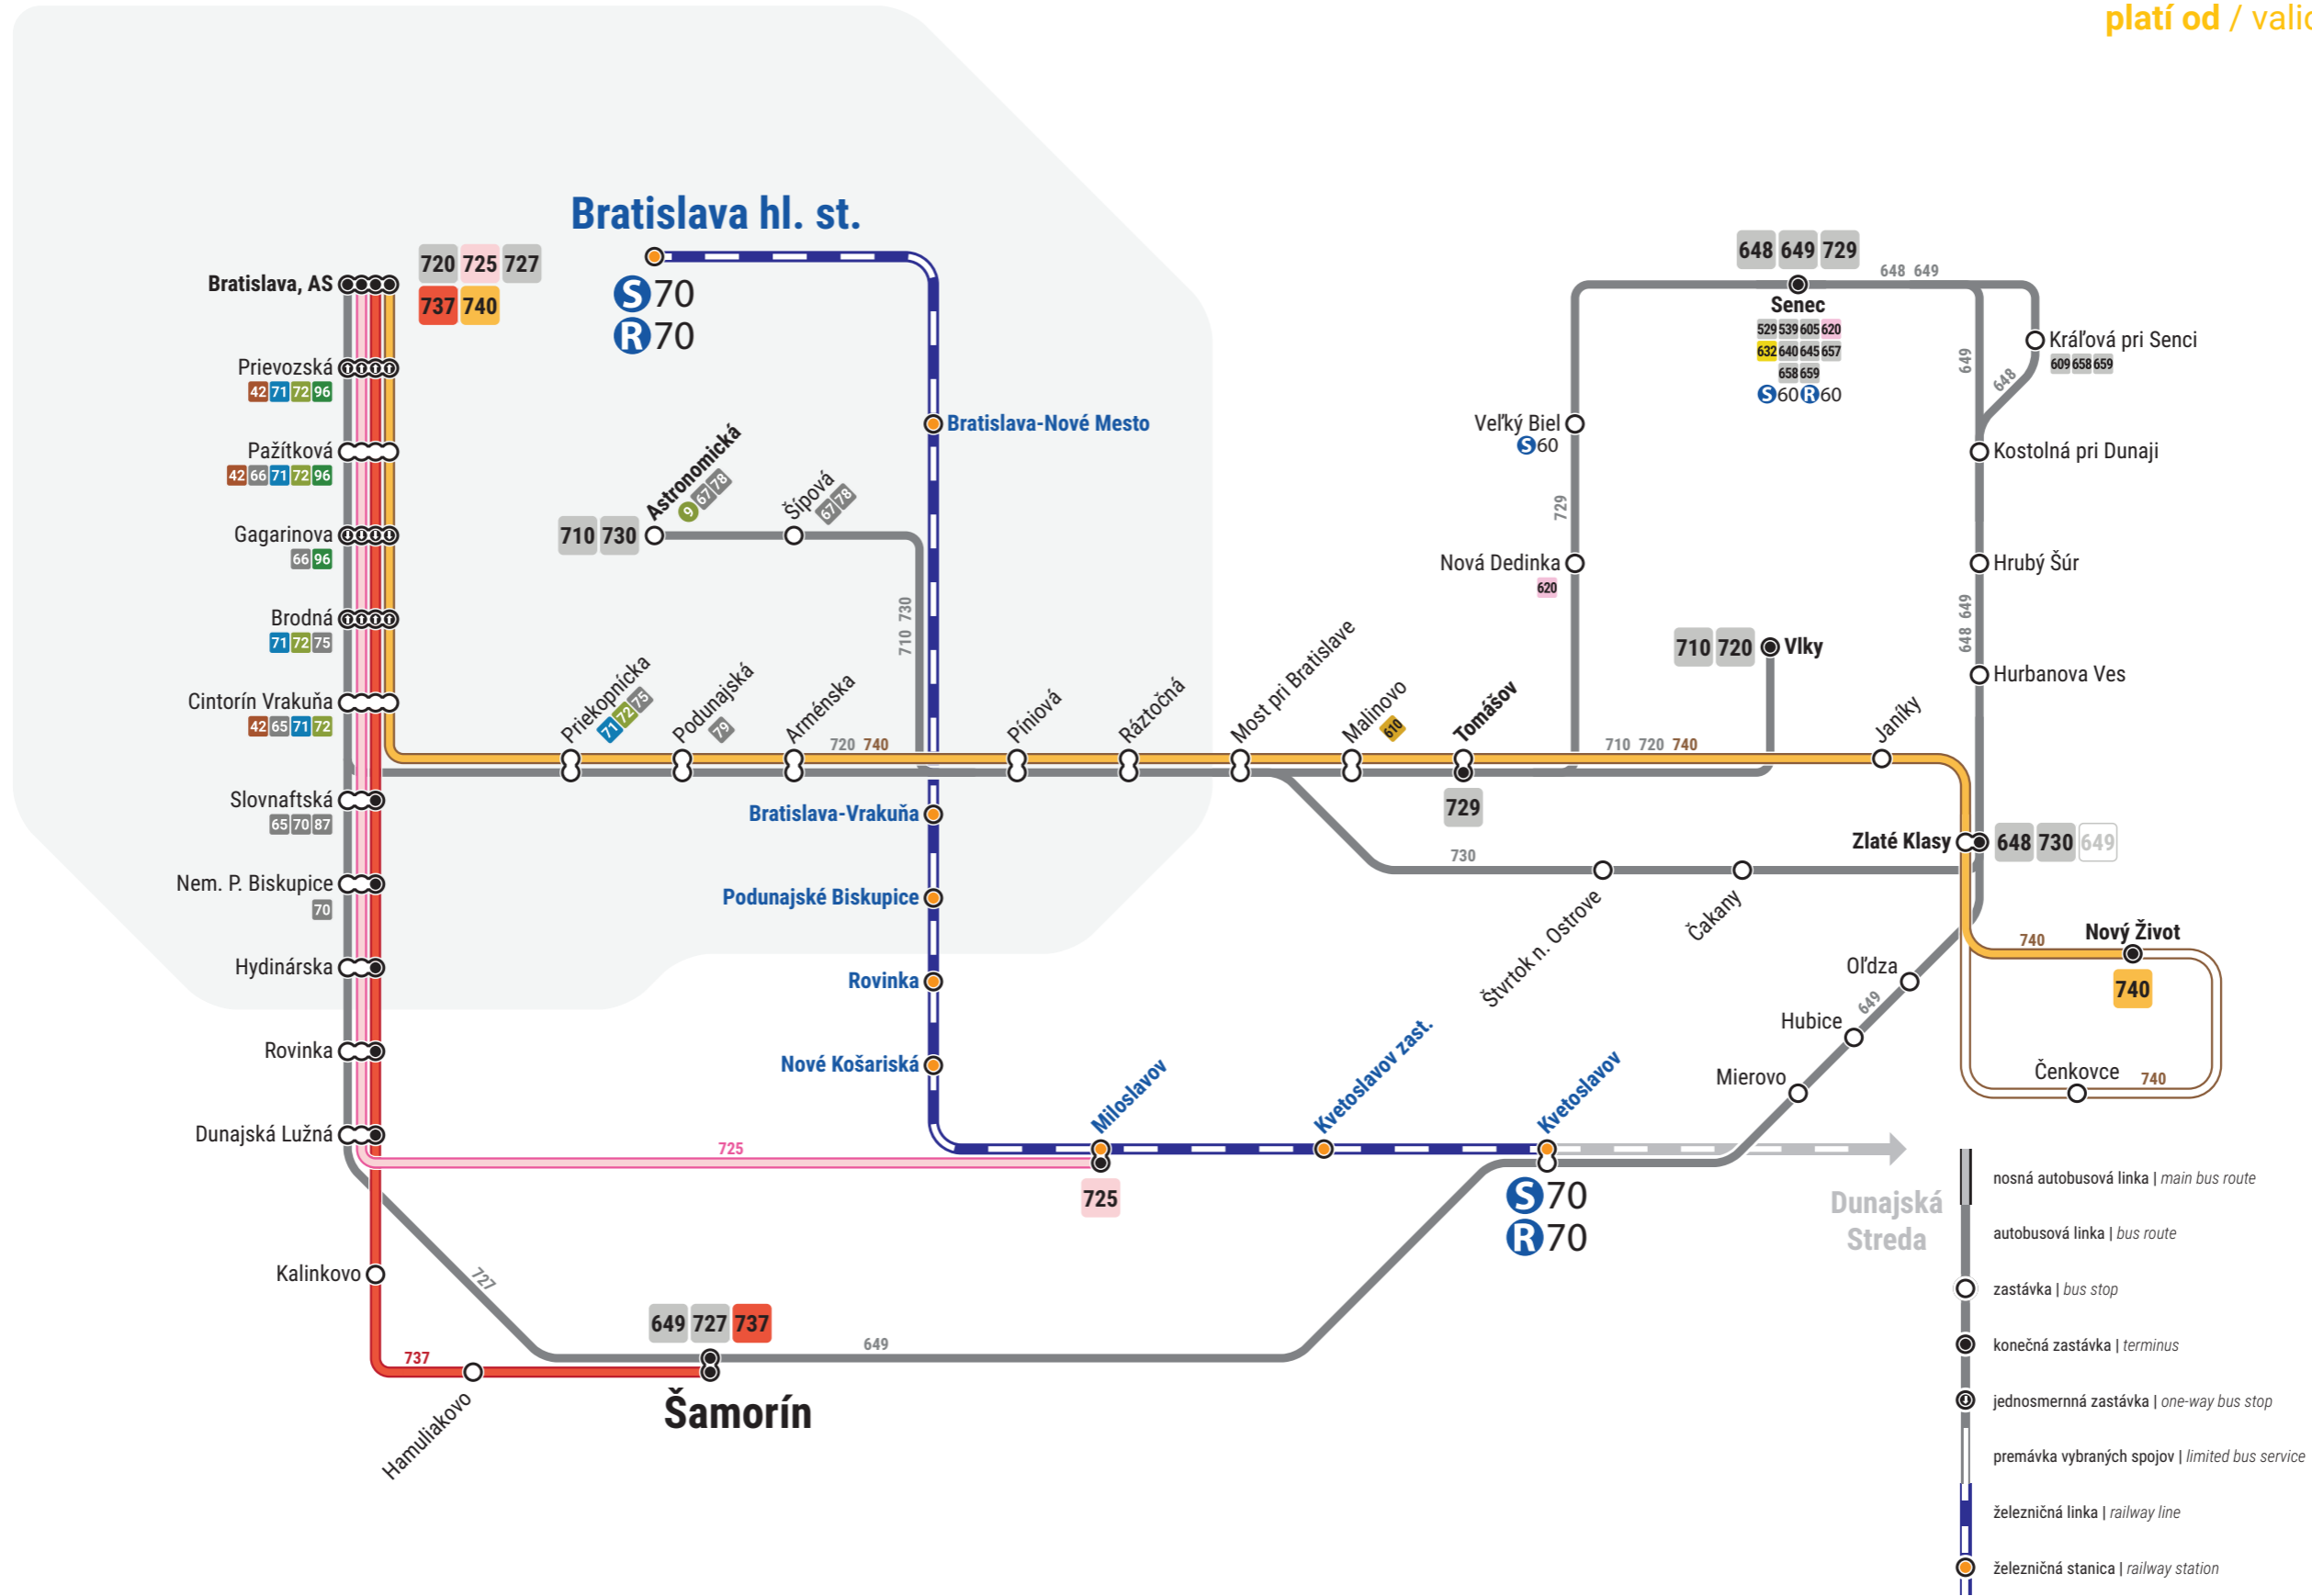 platí od / valid
Bratislava hl. st.
S 70
R 70
Bratislava, AS
720 725 727
737 740
Prievozská
42 71 72 96
Pažítková
42 66 71 72 96
Gagarinova
66 96
Brodná
71 72 75
Cintorín Vrakuňa
42 65 71 72
Slovnaftská
65 70 87
Nem. P. Biskupice
70
Hydinárska
Rovinka
Dunajská Lužná
Kalinkovo
737
Hamuliakovo
727
649 727 737
Šamorín
649
725
Bratislava-Nové Mesto
710 730
Astronomická
9 67 78
Šípová
67 78
710 730
Priekopnícka
71 72 75
Podunajská
79
Arménska
720 740
Píniová
Ráztočná
Most pri Bratislave
Malinovo
610
Tomášov
729
710 720 740
Janíky
Bratislava-Vrakuňa
Podunajské Biskupice
Rovinka
Nové Košariská
Miloslavov
725
Kvetoslavov zast.
Kvetoslavov
S 70
R 70
Dunajská
Streda
648 649 729
Senec
529 539 605 620
632 640 645 657
658 659
S 60 R 60
648 649
649
648
Kráľová pri Senci
609 658 659
Veľký Biel
S 60
729
Nová Dedinka
620
710 720 Vlky
Kostolná pri Dunaji
Hrubý Šúr
648 649
Hurbanova Ves
Zlaté Klasy
648 730 649
730
Štvrtok n. Ostrove
Čakany
740
Nový Život
740
Čenkovce
740
Oľdza
649
Hubice
Mierovo
nosná autobusová linka | main bus route
autobusová linka | bus route
zastávka | bus stop
konečná zastávka | terminus
jednosmernná zastávka | one-way bus stop
premávka vybraných spojov | limited bus service
železničná linka | railway line
železničná stanica | railway station